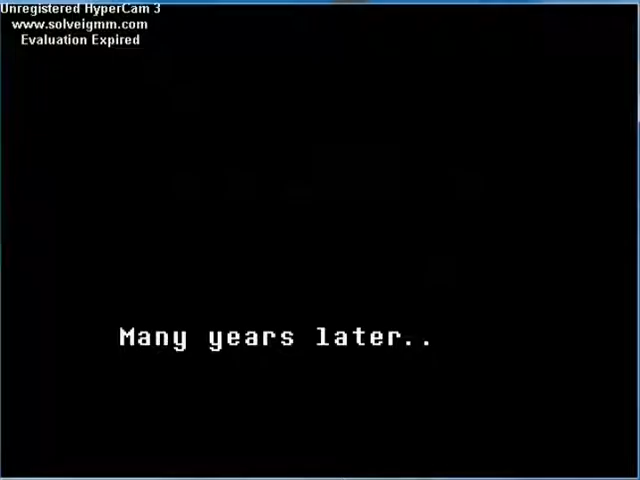 Unregistered HyperCam 3
www.solveigmm.com
Evaluation Expired
Many years later..